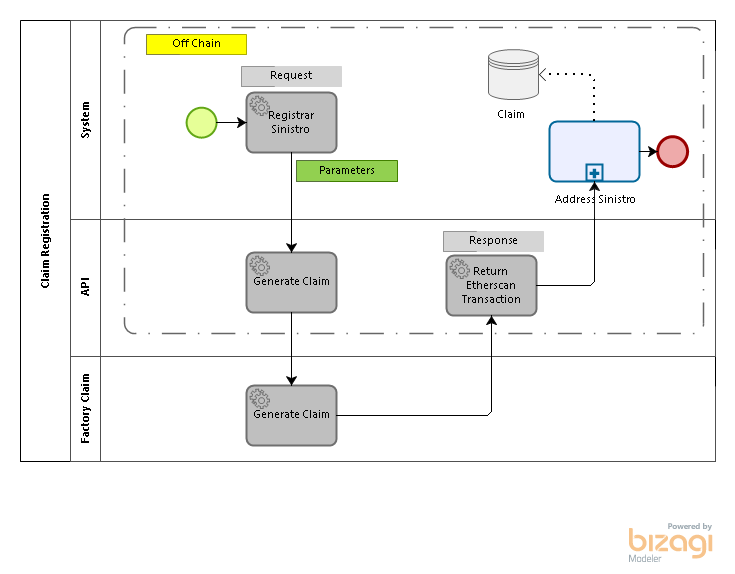 Claim Registration
System
Off Chain
Request
Registrar
Sinistro
Parameters
Claim
Address Sinistro
API
Generate Claim
Response
Return
Etherscan
Transaction
Factory Claim
Generate Claim
Powered by
bizagi
Modeler